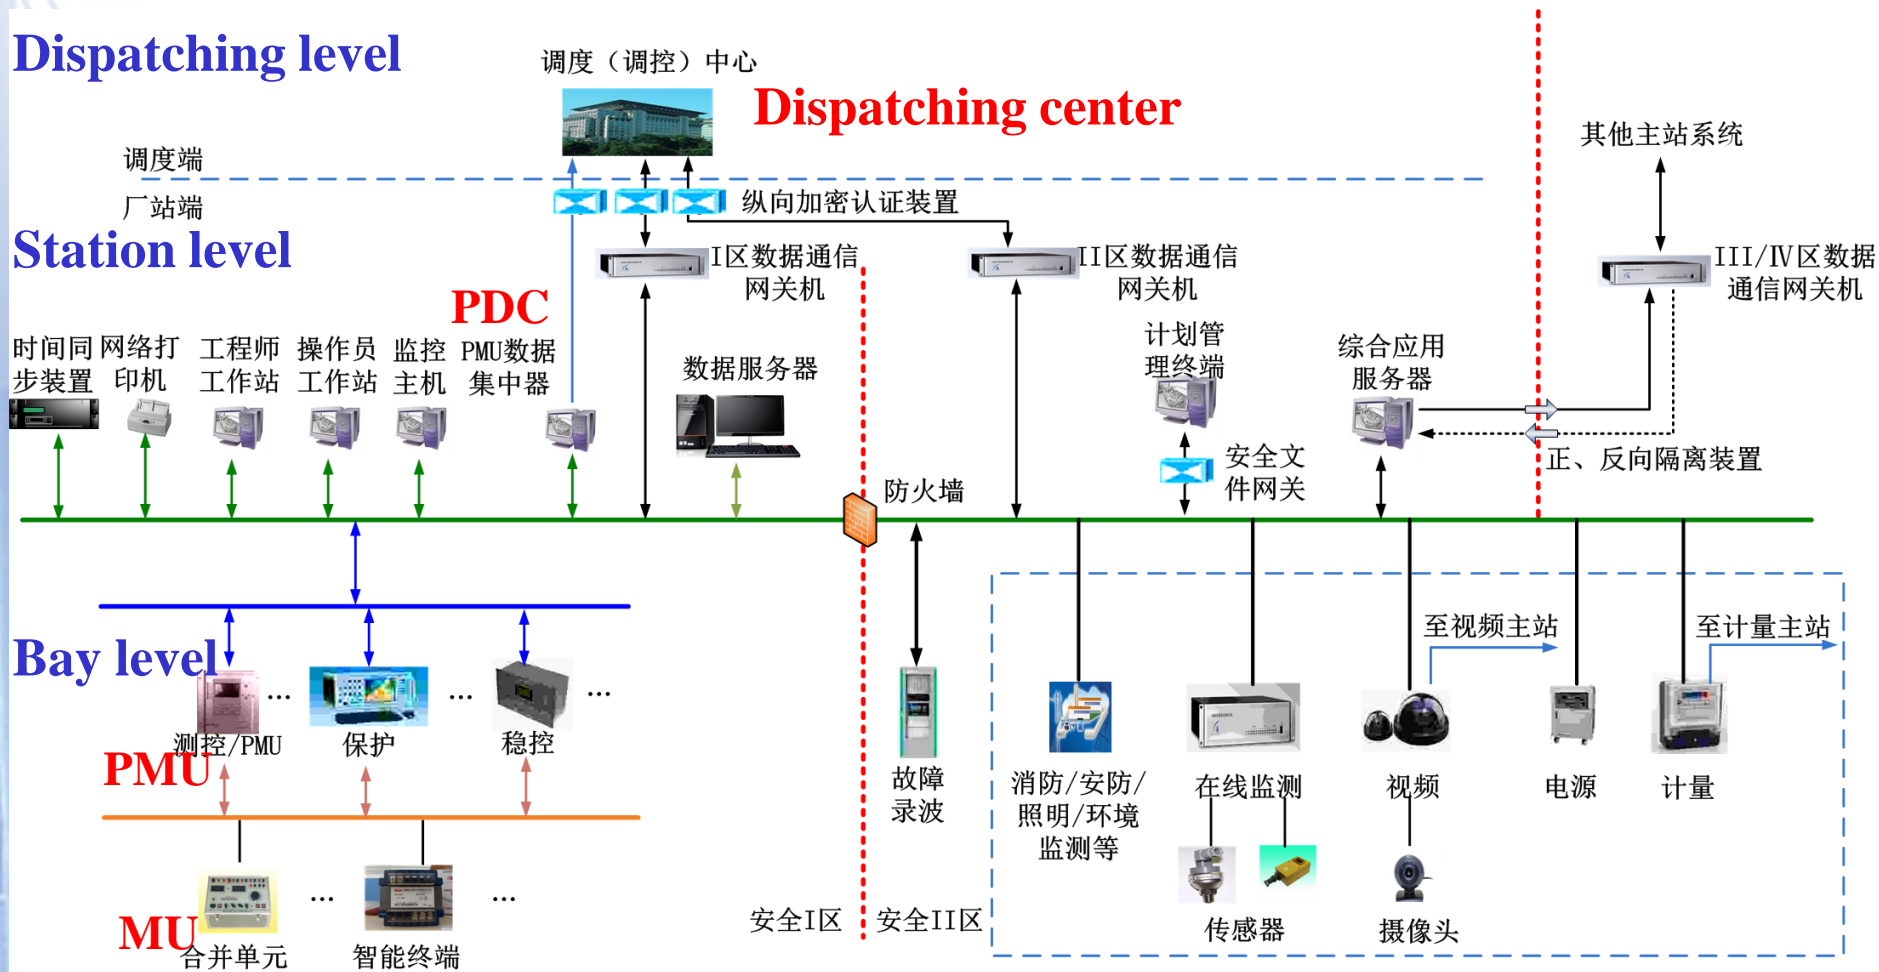 Dispatching level
调度（调控）中心
Dispatching center
其他主站系统
调度端
厂站端
纵向加密认证装置
Station level
I区数据通信
网关机
II区数据通信
网关机
III/IV区数据
通信网关机
PDC
时间同
步装置
网络打
印机
工程师
工作站
操作员
工作站
监控
主机
PMU数据
集中器
数据服务器
计划管
理终端
综合应用
服务器
安全文
件网关
正、反向隔离装置
防火墙
Bay level
至视频主站
至计量主站
...
...
...
测控/PMU
保护
稳控
PMU
故障
录波
消防/安防/
照明/环境
监测等
在线监测
视频
电源
计量
...
...
MU
合并单元
智能终端
安全I区
安全II区
传感器
摄像头